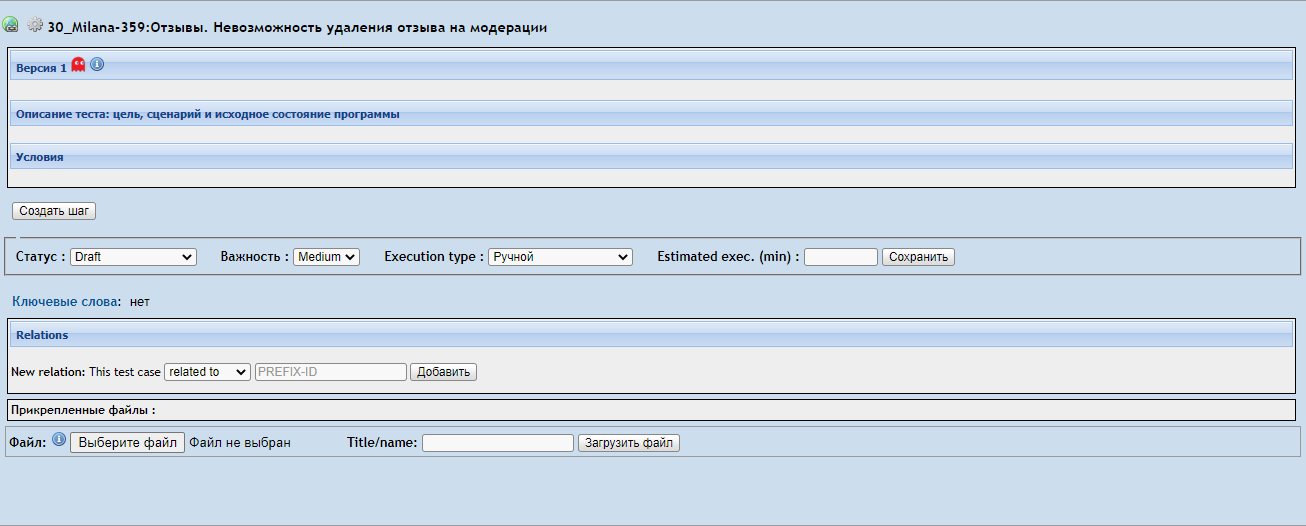 30_Milana-359:Отзывы. Невозможность удаления отзыва на модерации
Версия 1
Описание теста: цель, сценарий и исходное состояние программы
Условия
Создать шаг
Статус : Draft Важность : Medium Execution type : Ручной Estimated exec. (min) : Сохранить
Ключевые слова: нет
Relations
New relation: This test case related to PREFIX-ID Добавить
Прикрепленные файлы :
Файл: Выберите файл Файл не выбран Title/name: Загрузить файл